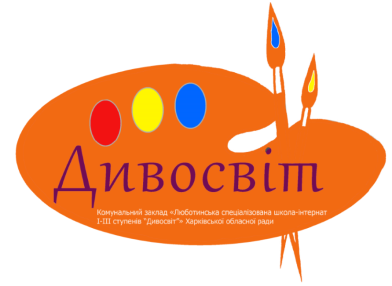 Дивосвіт
Комунальний заклад «Люботинська спеціалізована школа-інтернат
І-ІІІ ступенів "Дивосвіт"» Харківської обласної ради